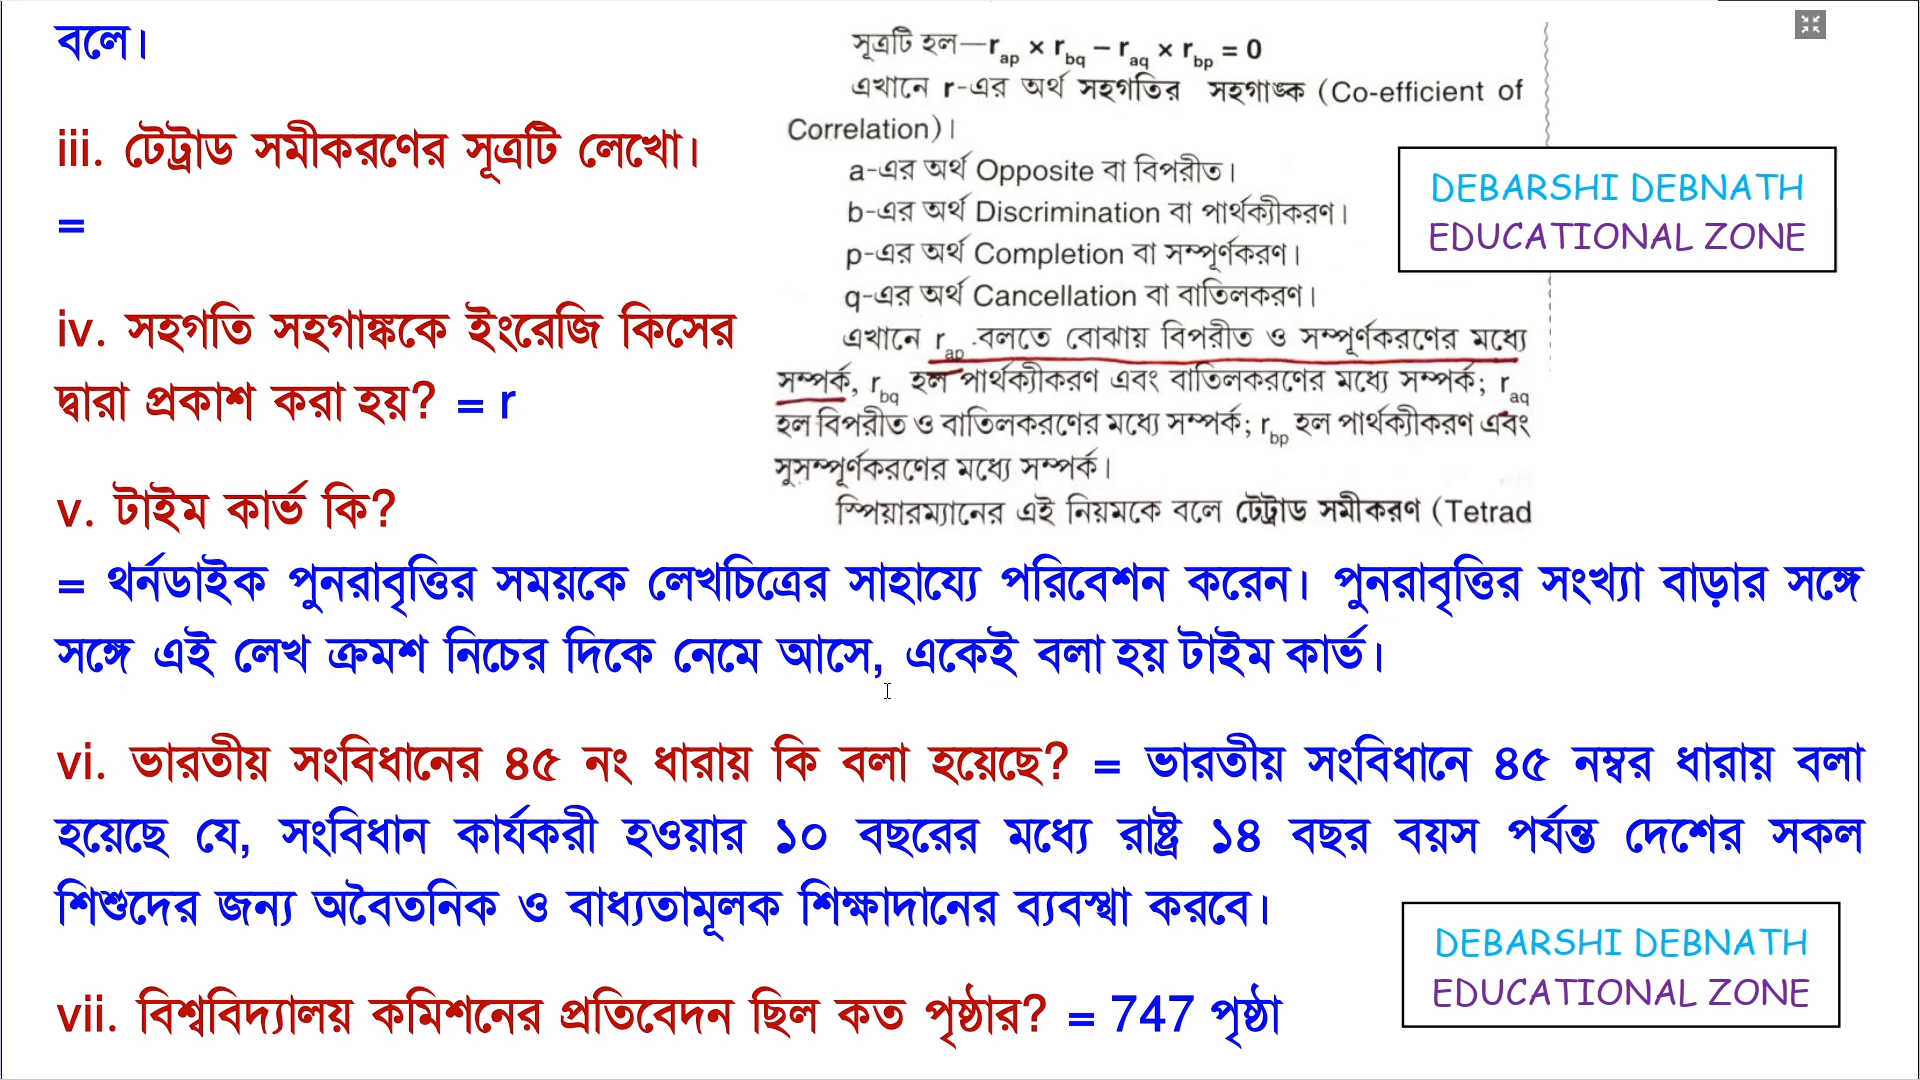 বলে।
iii. টেট্রাড সমীকরণের সূত্রটি লেখো।
=
iv. সহগতি সহগাঙ্ককে ইংরেজি কিসের
দ্বারা প্রকাশ করা হয়? = r
সূত্রটি হল—rap × rbq – raq × rbp = 0
এখানে r-এর অর্থ সহগতির সহগাঙ্ক (Co-efficient of
Correlation)।
a-এর অর্থ Opposite বা বিপরীত।
b-এর অর্থ Discrimination বা পার্থক্যীকরণ।
p-এর অর্থ Completion বা সম্পূর্ণকরণ।
q-এর অর্থ Cancellation বা বাতিলকরণ।
এখানে rap বলতে বোঝায় বিপরীত ও সম্পূর্ণকরণের মধ্যে
সম্পর্ক, rbq হল পার্থক্যীকরণ এবং বাতিলকরণের মধ্যে সম্পর্ক; raq
হল বিপরীত ও বাতিলকরণের মধ্যে সম্পর্ক; rbp হল পার্থক্যীকরণ এবং
সুসম্পূর্ণকরণের মধ্যে সম্পর্ক।
স্পিয়ারম্যানের এই নিয়মকে বলে টেট্রাড সমীকরণ (Tetrad
DEBARSHI DEBNATH
EDUCATIONAL ZONE
v. টাইম কার্ভ কি?
= থর্নডাইক পুনরাবৃত্তির সময়কে লেখচিত্রের সাহায্যে পরিবেশন করেন। পুনরাবৃত্তির সংখ্যা বাড়ার সঙ্গে
সঙ্গে এই লেখ ক্রমশ নিচের দিকে নেমে আসে, একেই বলা হয় টাইম কার্ভ।
vi. ভারতীয় সংবিধানের ৪৫ নং ধারায় কি বলা হয়েছে? = ভারতীয় সংবিধানে ৪৫ নম্বর ধারায় বলা
হয়েছে যে, সংবিধান কার্যকরী হওয়ার ১০ বছরের মধ্যে রাষ্ট্র ১৪ বছর বয়স পর্যন্ত দেশের সকল
শিশুদের জন্য অবৈতনিক ও বাধ্যতামূলক শিক্ষাদানের ব্যবস্থা করবে।
vii. বিশ্ববিদ্যালয় কমিশনের প্রতিবেদন ছিল কত পৃষ্ঠার? = 747 পৃষ্ঠা
DEBARSHI DEBNATH
EDUCATIONAL ZONE